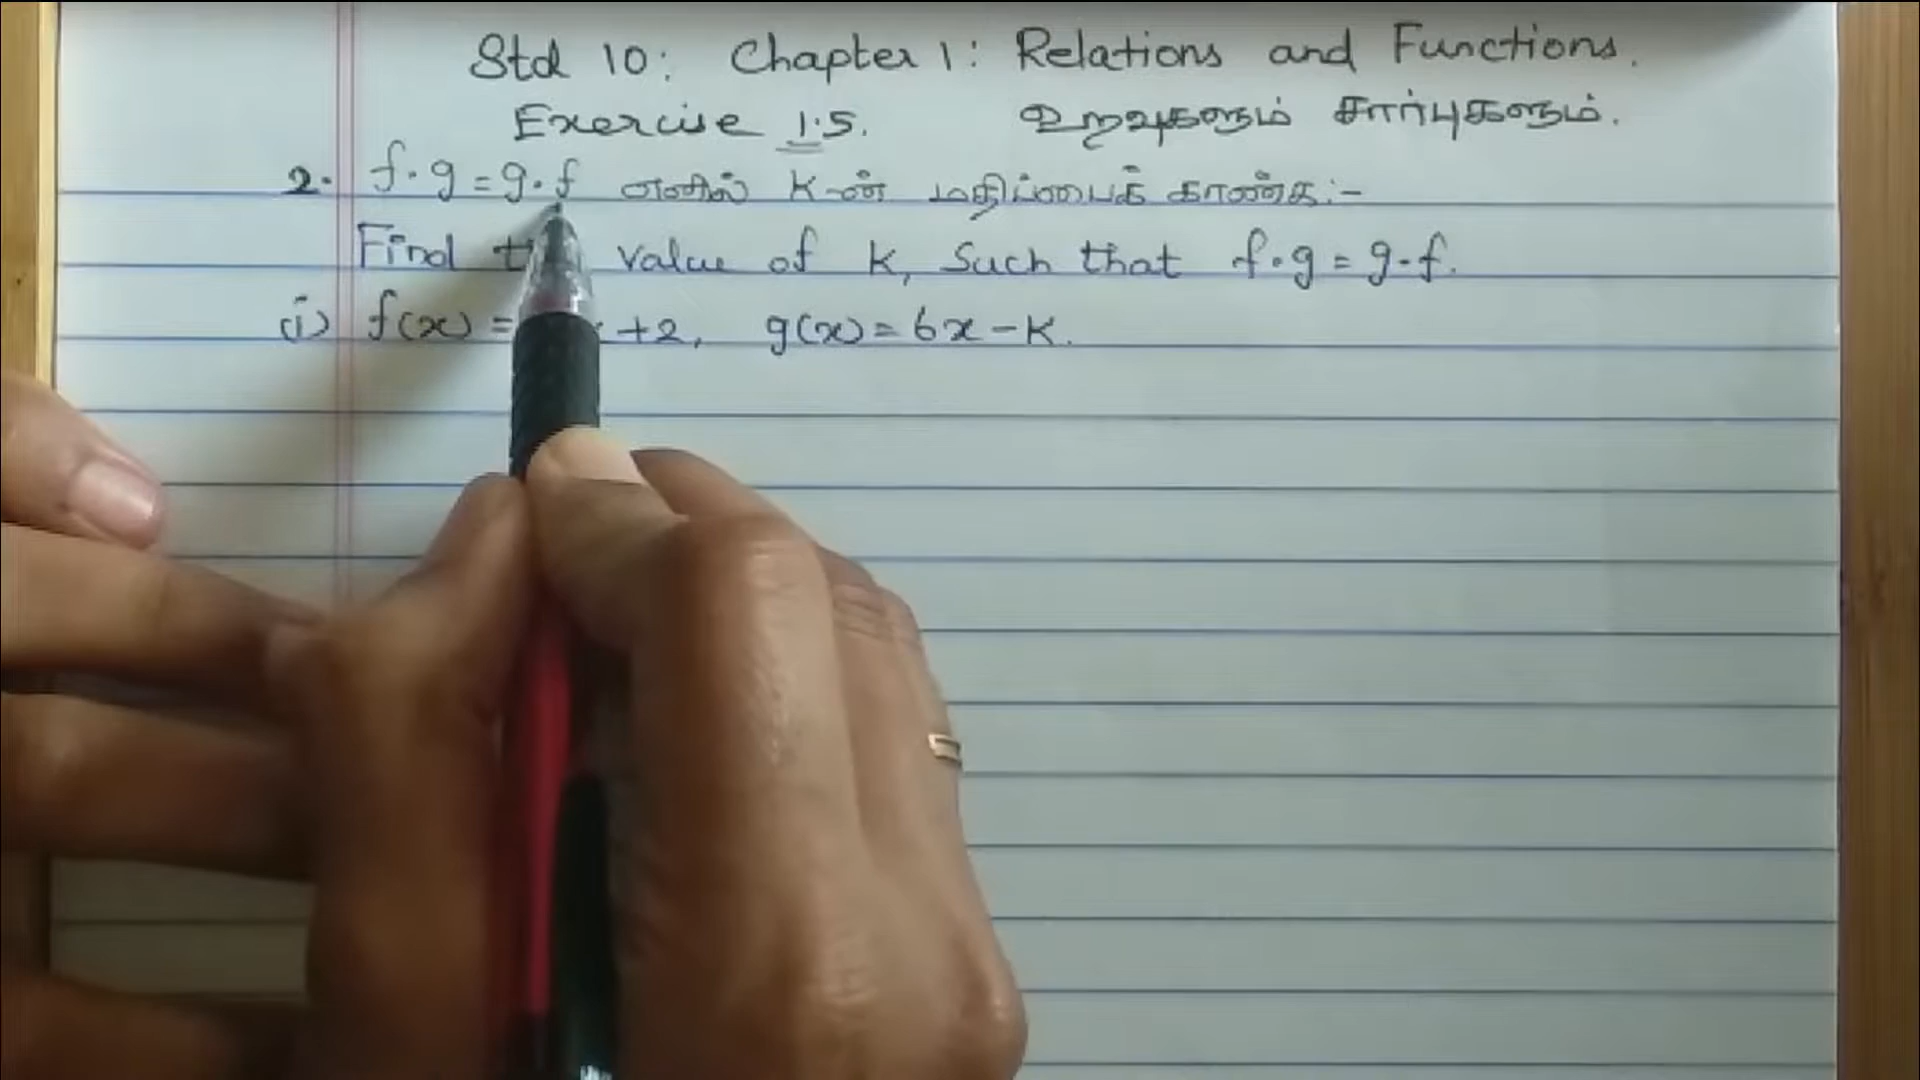 Std 10: Chapter 1: Relations and Functions.
Exercise 1.5. உறவுகளும் சார்புகளும்.
2. f∘g = g∘f எனில் K-ன் மதிப்பைக் காண்க:-
Find value of K, Such that f∘g = g∘f.
(i) f(x) = +2, g(x) = 6x - K.